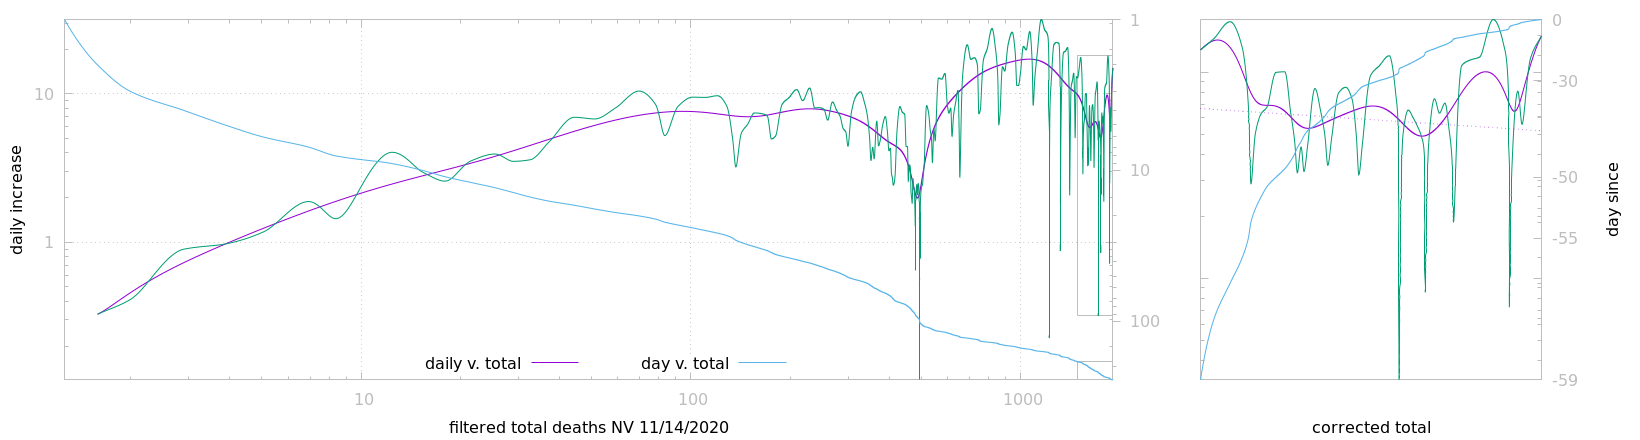 daily increase
10
1
10
100
1000
1
10
100
daily v. total
day v. total
filtered total deaths NV 11/14/2020
0
-30
-50
-55
-59
day since
corrected total